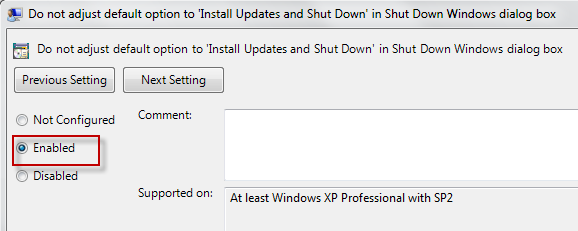 Do not adjust default option to 'Install Updates and Shut Down' in Shut Down Windows dialog box
Do not adjust default option to 'Install Updates and Shut Down' in Shut Down Windows dialog box
Previous Setting
Next Setting
Not Configured
Comment:
Enabled
Disabled
Supported on:
At least Windows XP Professional with SP2